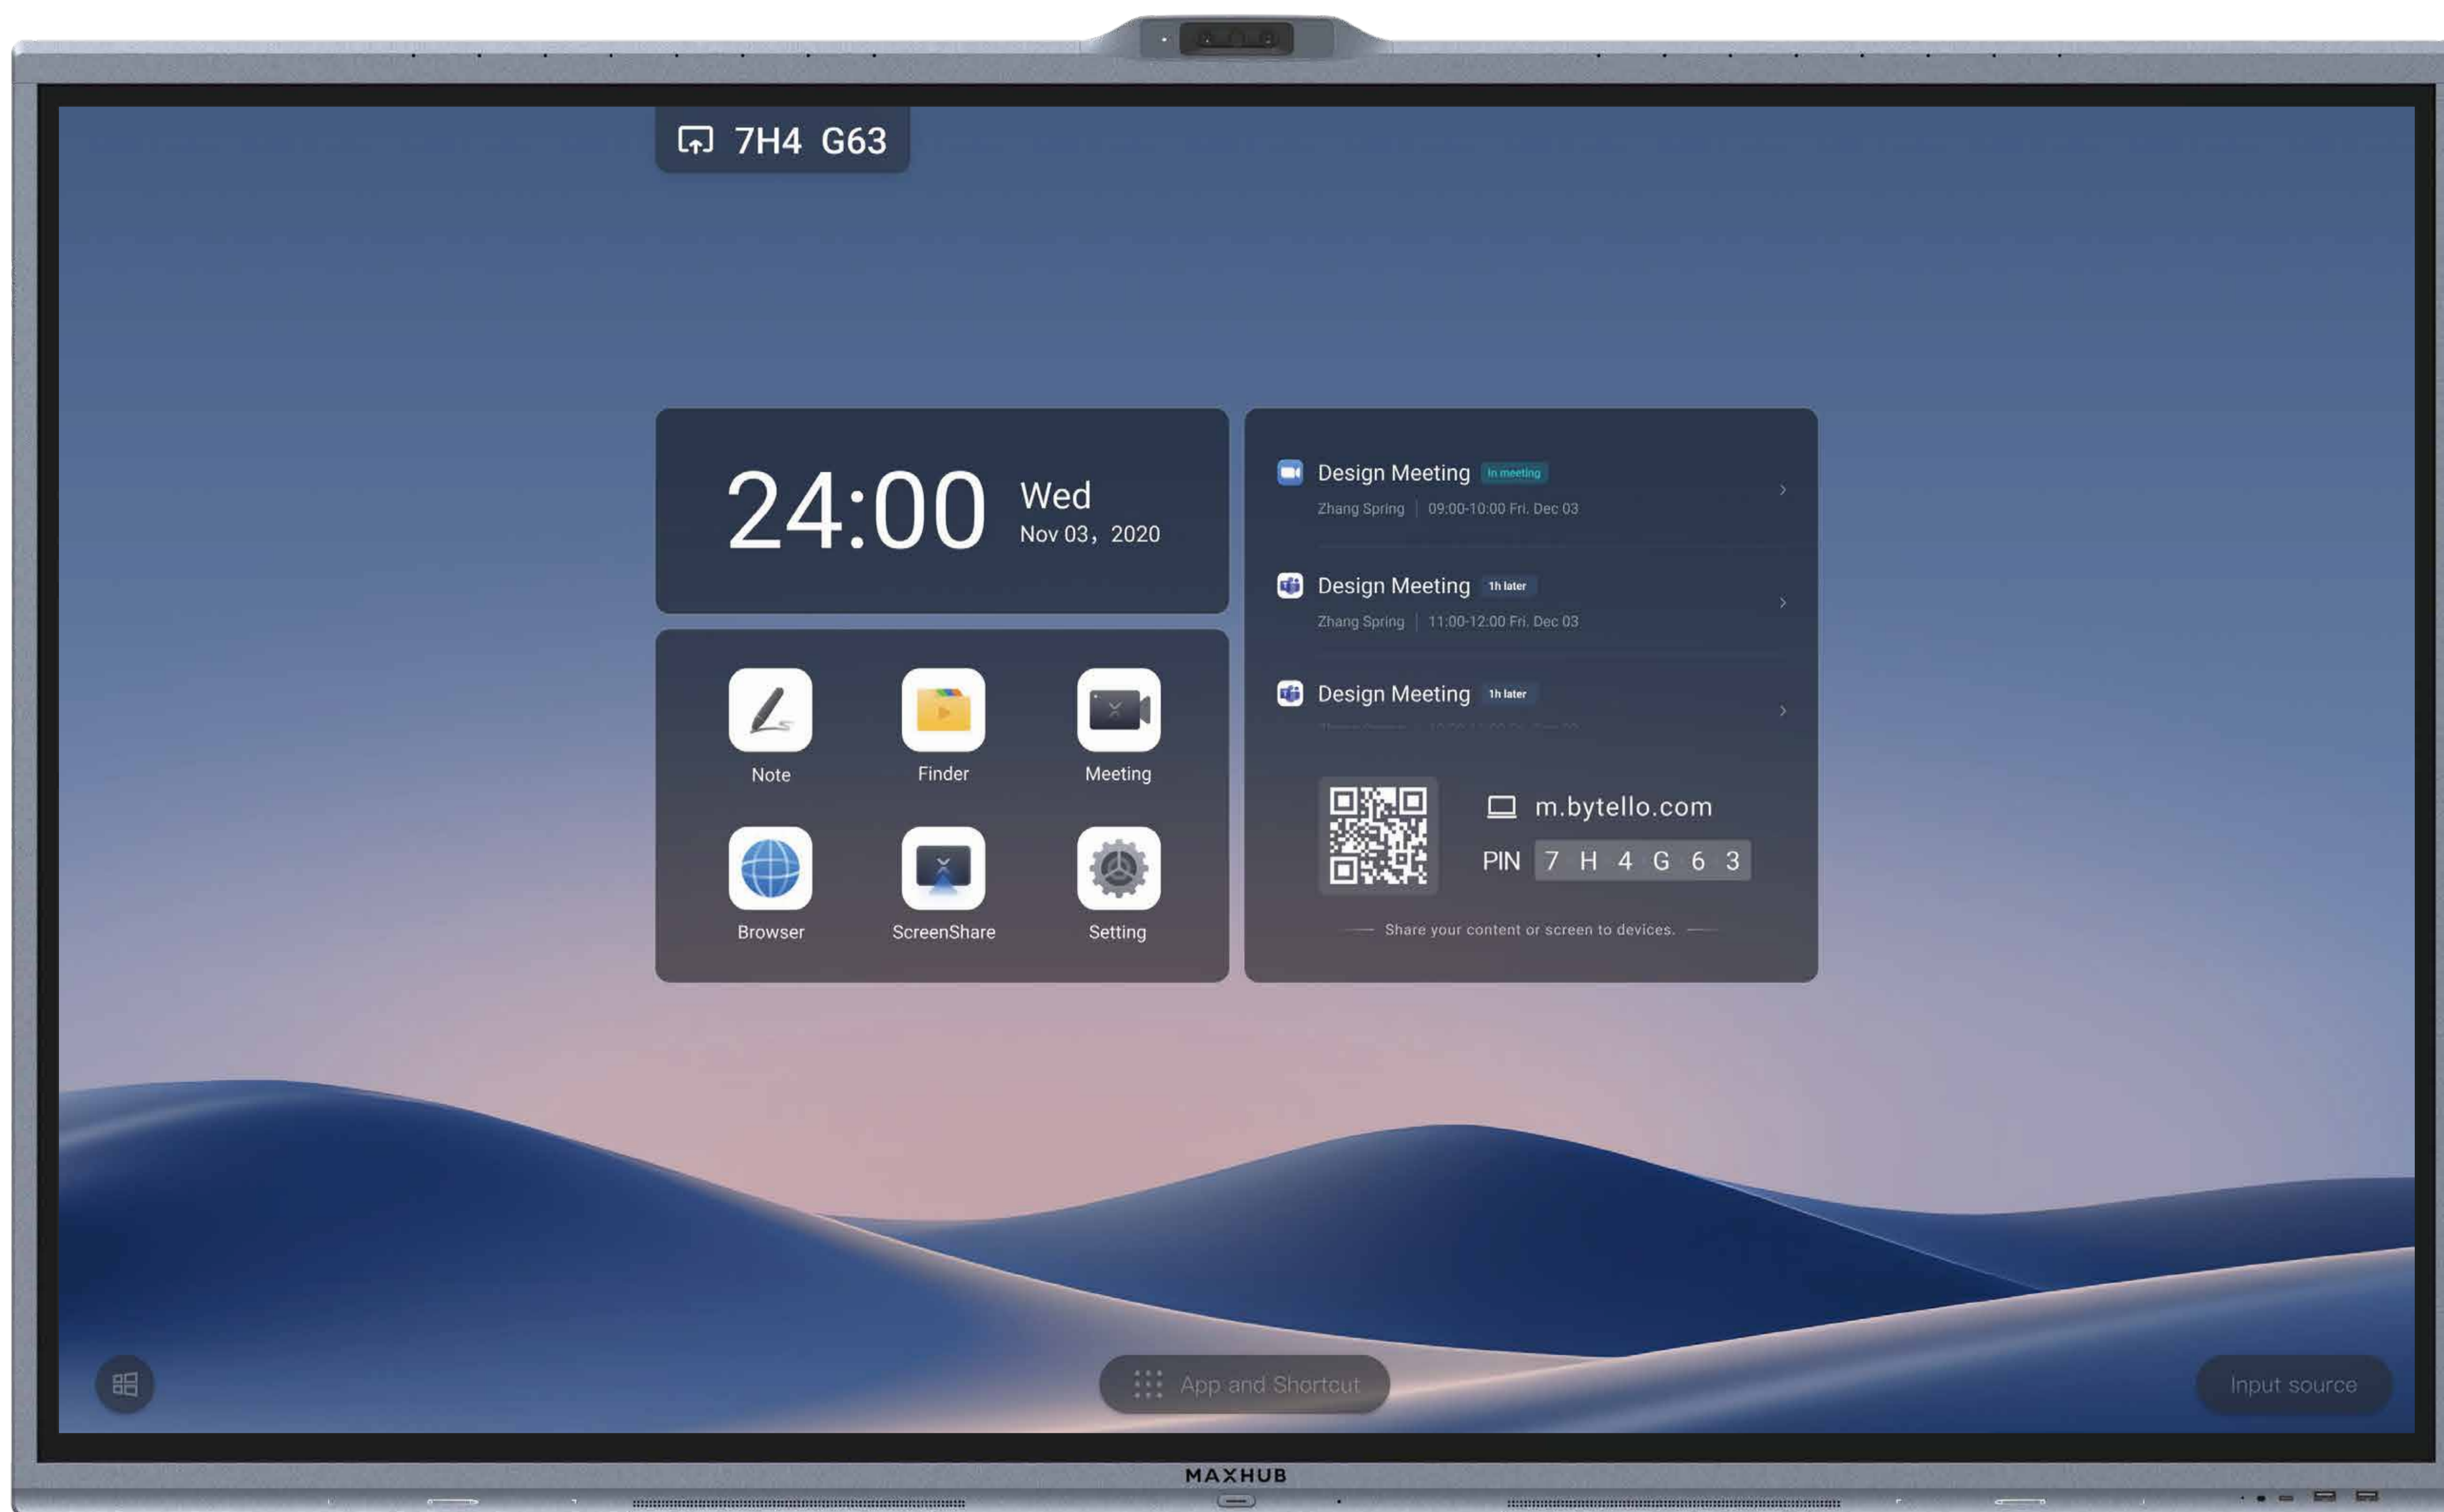 7H4 G63
24:00
Wed
Nov 03, 2020
Design Meeting In meeting
Zhang Spring | 09:00-10:00 Fri. Dec 03
Design Meeting 1h later
Zhang Spring | 11:00-12:00 Fri. Dec 03
Design Meeting 1h later
Note Finder Meeting
Browser ScreenShare Setting
m.bytello.com
PIN 7 H 4 G 6 3
Share your content or screen to devices.
App and Shortcut
Input source
MAXHUB